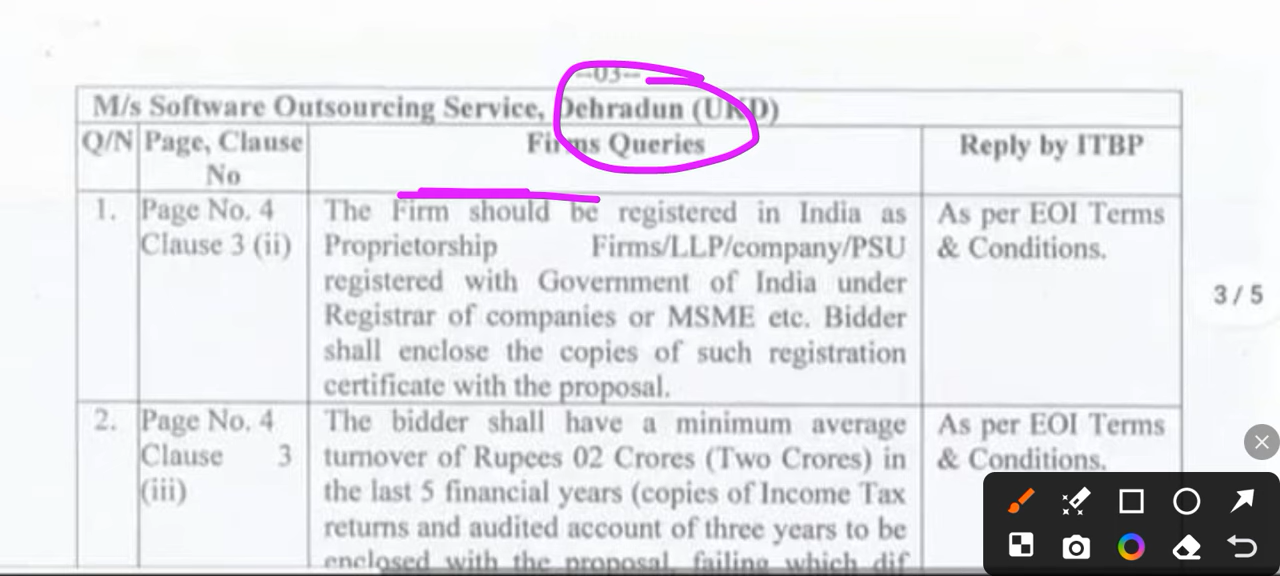 --03--
M/s Software Outsourcing Service, Dehradun (UKD)
Q/N Page, Clause No Firms Queries Reply by ITBP
1. Page No. 4 The Firm should be registered in India as As per EOI Terms
Clause 3 (ii) Proprietorship Firms/LLP/company/PSU & Conditions.
registered with Government of India under
Registrar of companies or MSME etc. Bidder
shall enclose the copies of such registration
certificate with the proposal.
3 / 5
2. Page No. 4 The bidder shall have a minimum average As per EOI Terms
Clause 3 turnover of Rupees 02 Crores (Two Crores) in & Conditions.
(iii) the last 5 financial years (copies of Income Tax
returns and audited account of three years to be
enclosed with the proposal, failing which dif